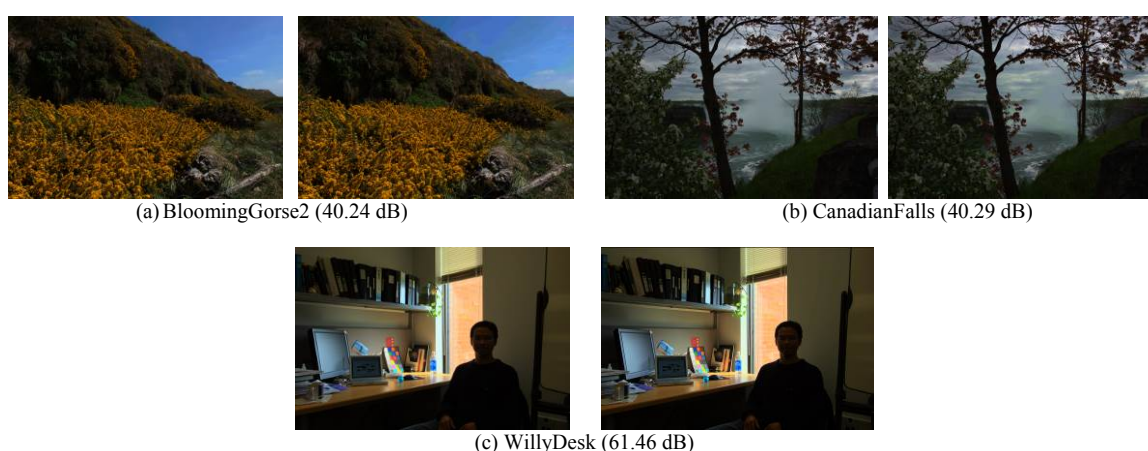 (a) BloomingGorse2 (40.24 dB)
(b) CanadianFalls (40.29 dB)
(c) WillyDesk (61.46 dB)